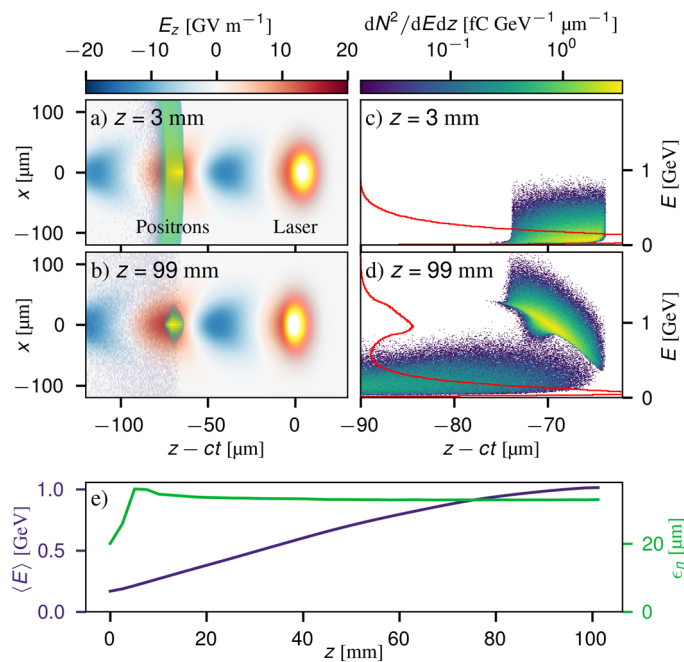 E_z [GV m⁻¹]
dN²/dEdz [fC GeV⁻¹ μm⁻¹]
−20 −10 0 10 20
10⁻¹ 10⁰
a) z = 3 mm
c) z = 3 mm
100
0
−100
x [μm]
Positrons
Laser
1
0
E [GeV]
b) z = 99 mm
d) z = 99 mm
100
0
−100
x [μm]
1
0
E [GeV]
−100 −50 0
−90 −80 −70
z − ct [μm]
z − ct [μm]
e)
1.0
0.5
0.0
⟨E⟩ [GeV]
20
0
ϵ_n [μm]
0 20 40 60 80 100
z [mm]